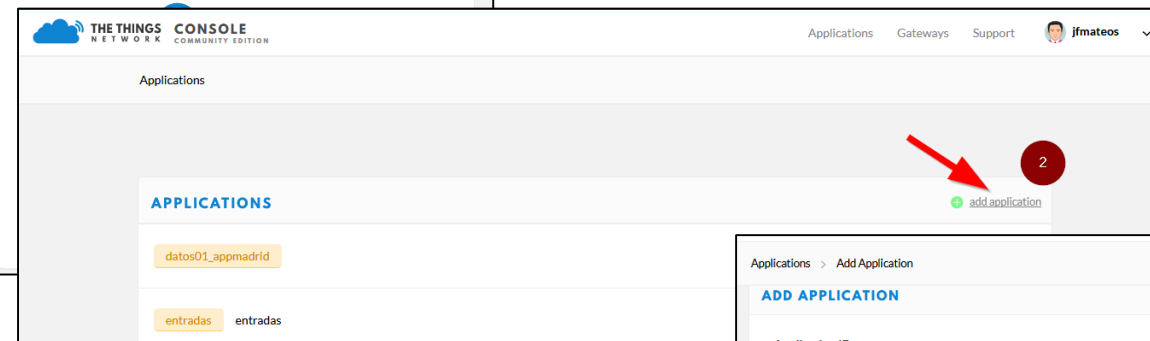 THE THINGS CONSOLE
NETWORK COMMUNITY EDITION
Applications Gateways Support jfmateos
Applications
2
APPLICATIONS
add application
datos01_appmadrid
entradas entradas
Applications > Add Application
ADD APPLICATION